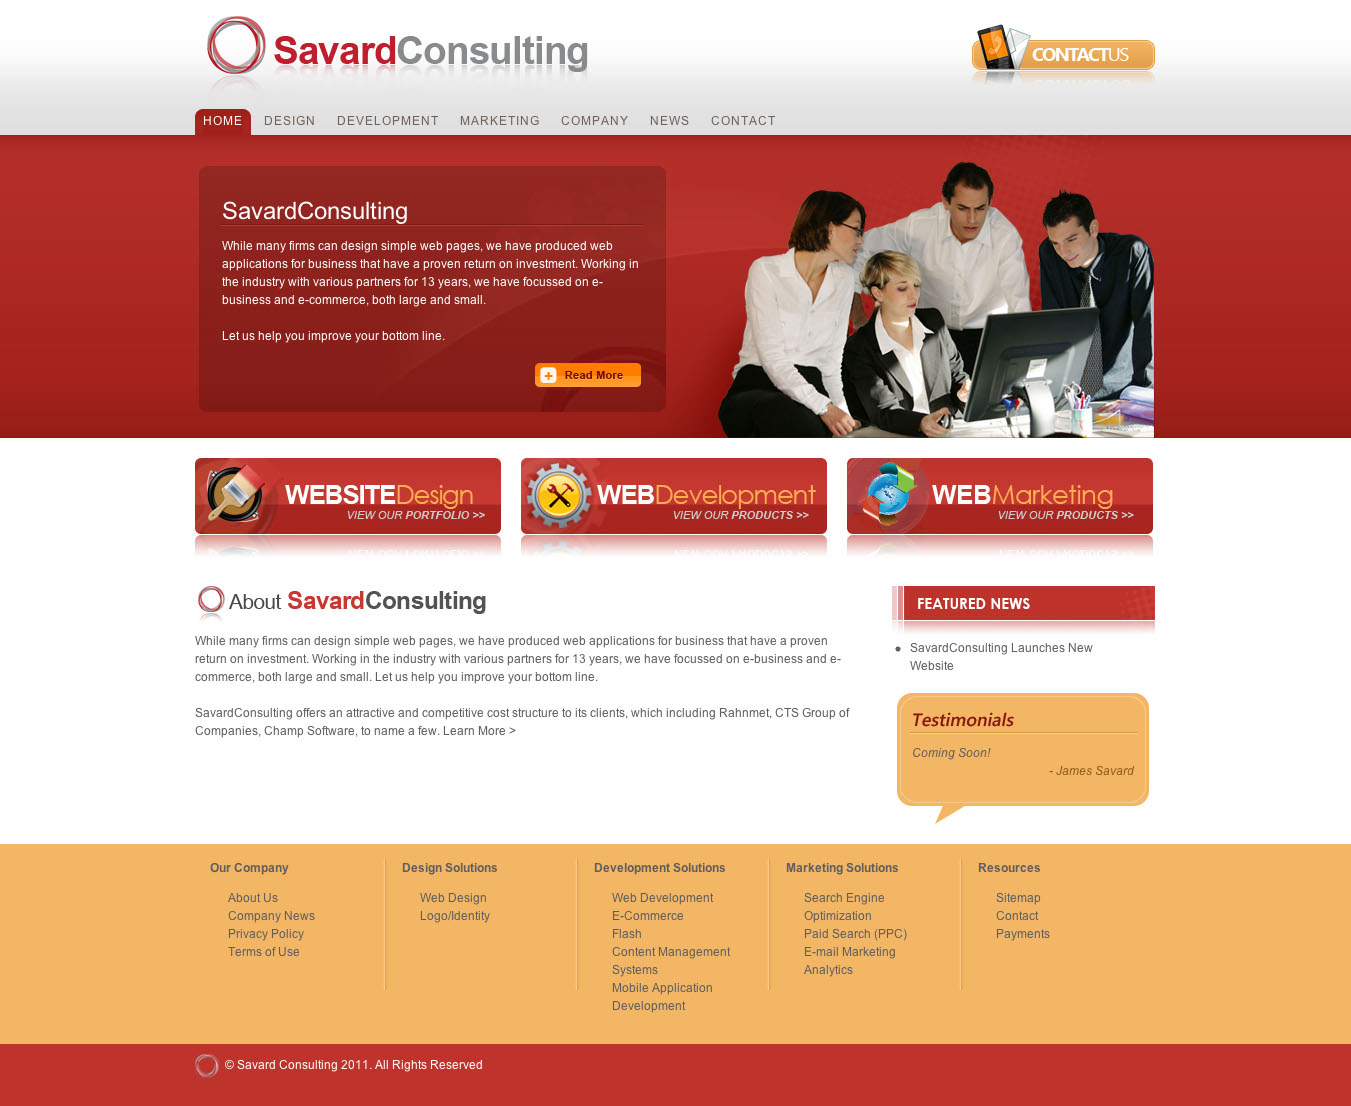 SavardConsulting
CONTACTUS
HOME DESIGN DEVELOPMENT MARKETING COMPANY NEWS CONTACT
SavardConsulting
While many firms can design simple web pages, we have produced web
applications for business that have a proven return on investment. Working in
the industry with various partners for 13 years, we have focussed on e-
business and e-commerce, both large and small.
Let us help you improve your bottom line.
Read More
WEBSITEDesign
VIEW OUR PORTFOLIO >>
WEBDevelopment
VIEW OUR PRODUCTS >>
WEBMarketing
VIEW OUR PRODUCTS >>
About SavardConsulting
While many firms can design simple web pages, we have produced web applications for business that have a proven
return on investment. Working in the industry with various partners for 13 years, we have focussed on e-business and e-
commerce, both large and small. Let us help you improve your bottom line.
SavardConsulting offers an attractive and competitive cost structure to its clients, which including Rahnmet, CTS Group of
Companies, Champ Software, to name a few. Learn More >
FEATURED NEWS
SavardConsulting Launches New
Website
Testimonials
Coming Soon!
- James Savard
Our Company
About Us
Company News
Privacy Policy
Terms of Use
Design Solutions
Web Design
Logo/Identity
Development Solutions
Web Development
E-Commerce
Flash
Content Management
Systems
Mobile Application
Development
Marketing Solutions
Search Engine
Optimization
Paid Search (PPC)
E-mail Marketing
Analytics
Resources
Sitemap
Contact
Payments
© Savard Consulting 2011. All Rights Reserved